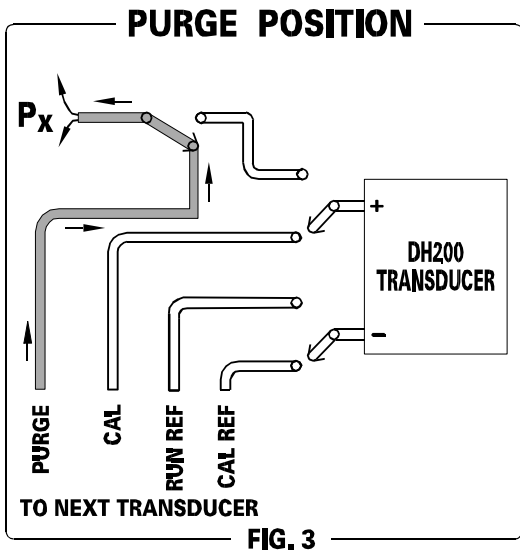 PURGE POSITION
Px
+
DH200
TRANSDUCER
−
PURGE
CAL
RUN REF
CAL REF
TO NEXT TRANSDUCER
FIG. 3